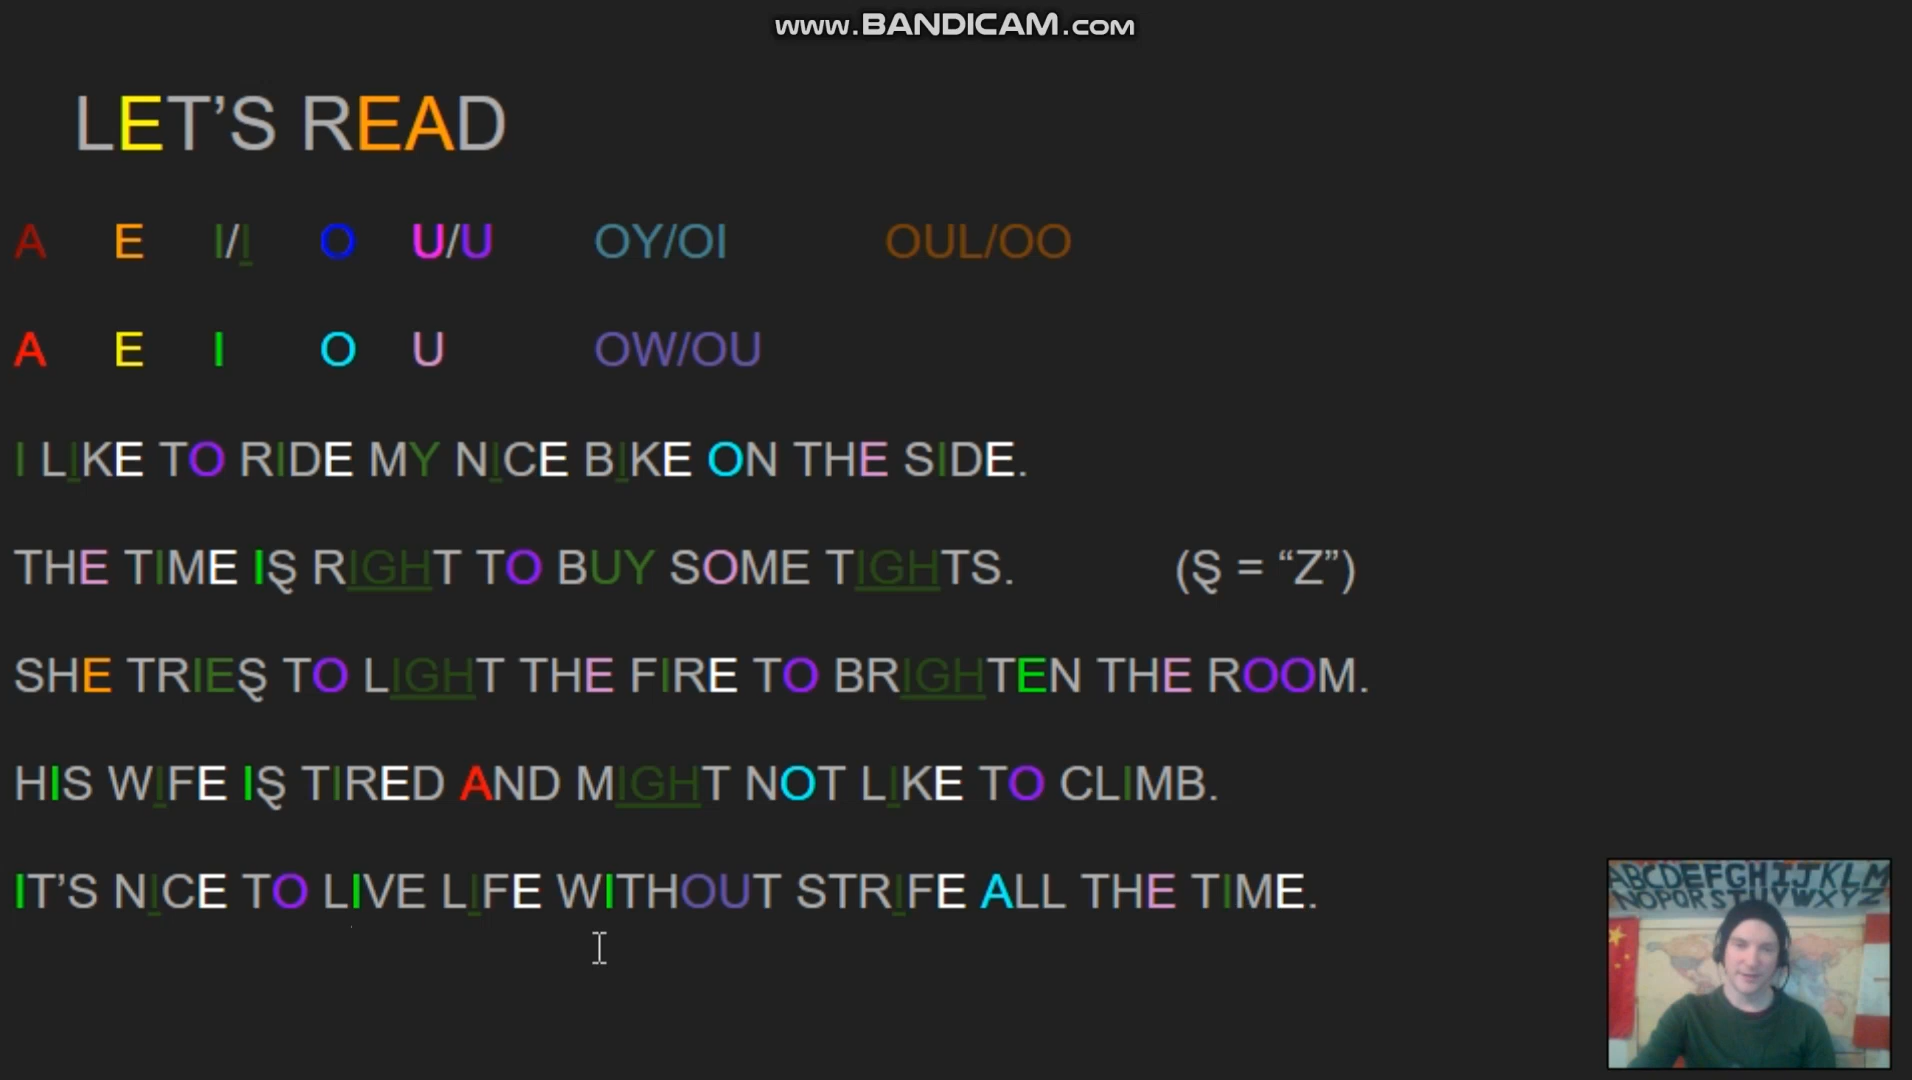 www.BANDICAM.com
LET’S READ
A E I/I O U/U OY/OI OUL/OO
A E I O U OW/OU
I LIKE TO RIDE MY NICE BIKE ON THE SIDE.
THE TIME IŞ RIGHT TO BUY SOME TIGHTS. (Ş = “Z”)
SHE TRIEŞ TO LIGHT THE FIRE TO BRIGHTEN THE ROOM.
HIS WIFE IŞ TIRED AND MIGHT NOT LIKE TO CLIMB.
IT’S NICE TO LIVE LIFE WITHOUT STRIFE ALL THE TIME.
ABCDEFGHIJKLM
NOPQRSTUVWXYZ